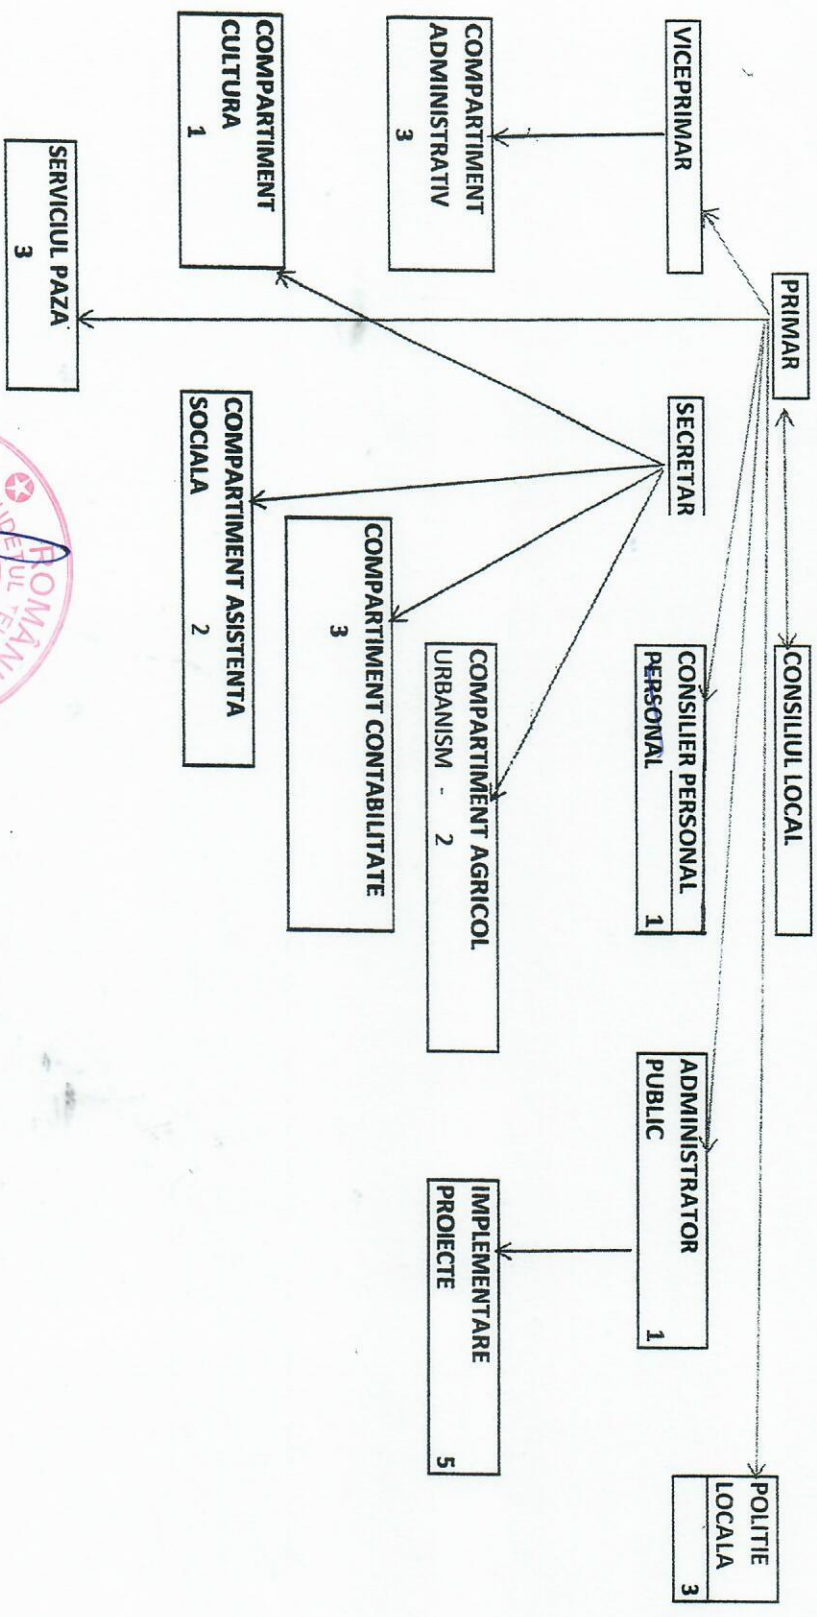 PRIMAR
CONSILIUL LOCAL
VICEPRIMAR
SECRETAR
CONSILIER PERSONAL
PERSONAL 1
ADMINISTRATOR
PUBLIC 1
POLITIE
LOCALA
3
COMPARTIMENT
ADMINISTRATIV
3
COMPARTIMENT AGRICOL
URBANISM - 2
IMPLEMENTARE
PROIECTE 5
COMPARTIMENT CONTABILITATE
3
COMPARTIMENT
CULTURA
1
COMPARTIMENT ASISTENTA
SOCIALA 2
SERVICIUL PAZA
3